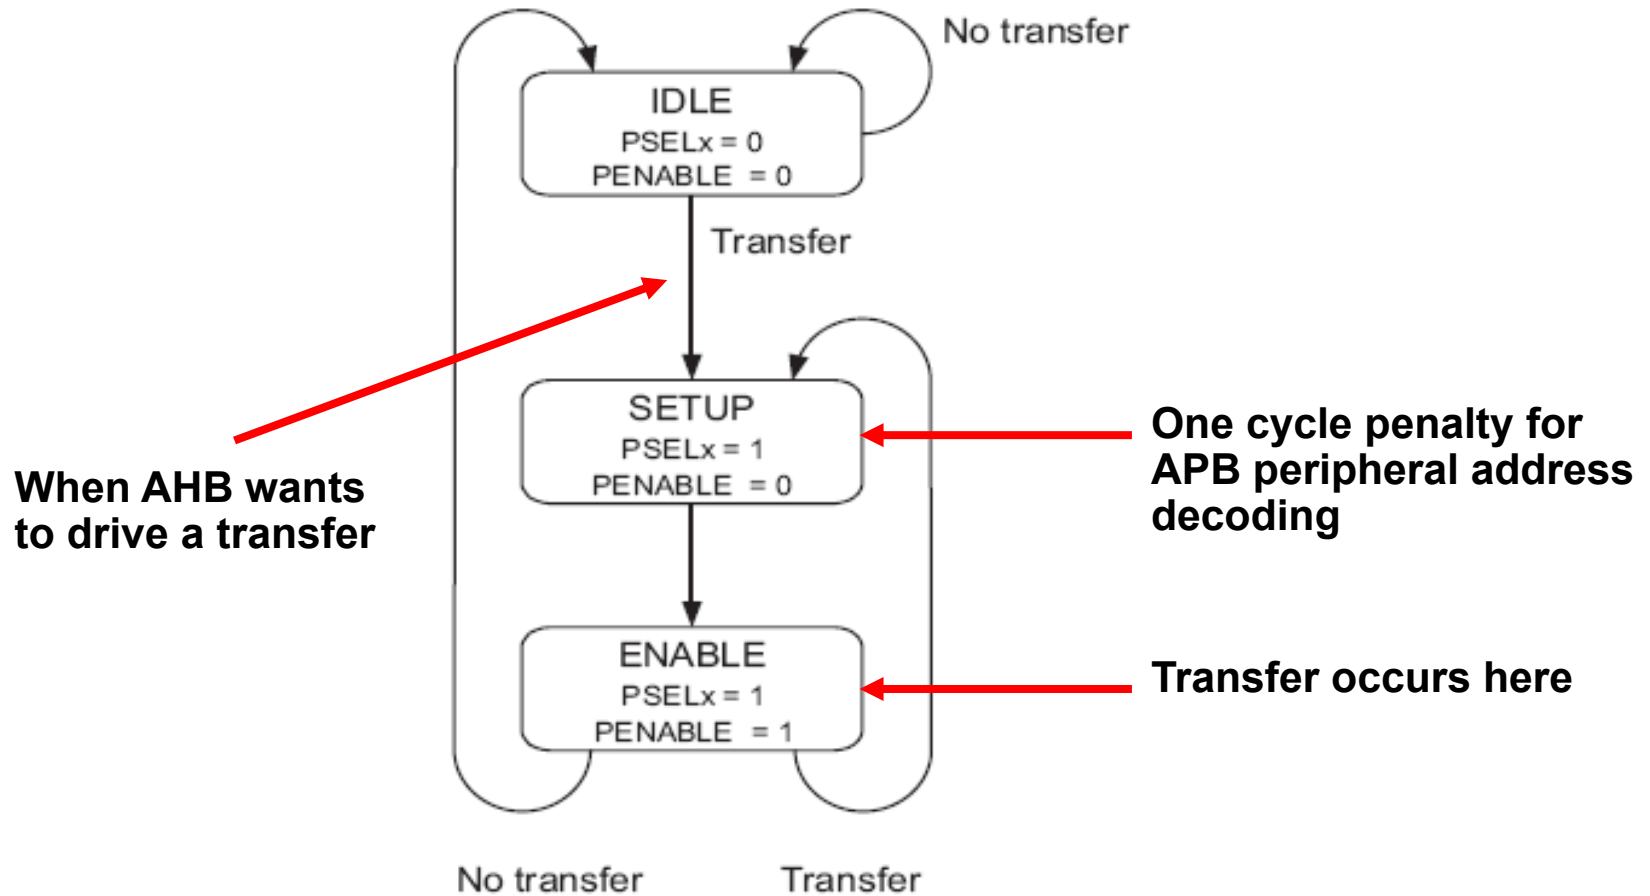 No transfer
IDLE
PSELx = 0
PENABLE = 0
Transfer
SETUP
PSELx = 1
PENABLE = 0
When AHB wants
to drive a transfer
One cycle penalty for
APB peripheral address
decoding
ENABLE
PSELx = 1
PENABLE = 1
Transfer occurs here
No transfer
Transfer